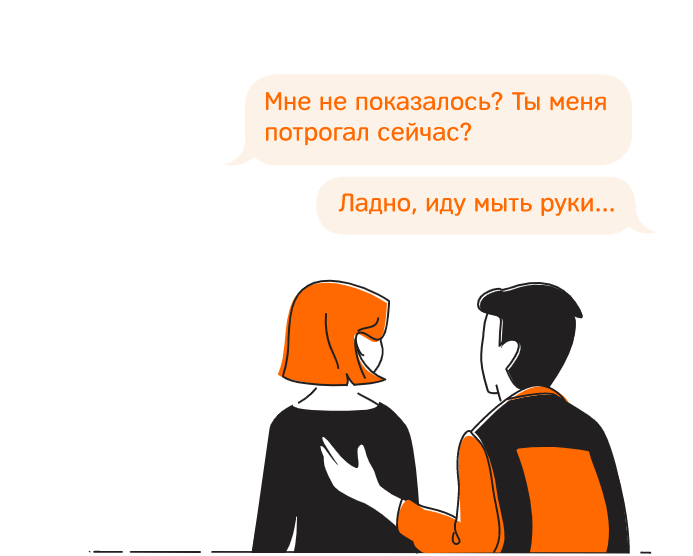 Мне не показалось? Ты меня
потрогал сейчас?
Ладно, иду мыть руки...